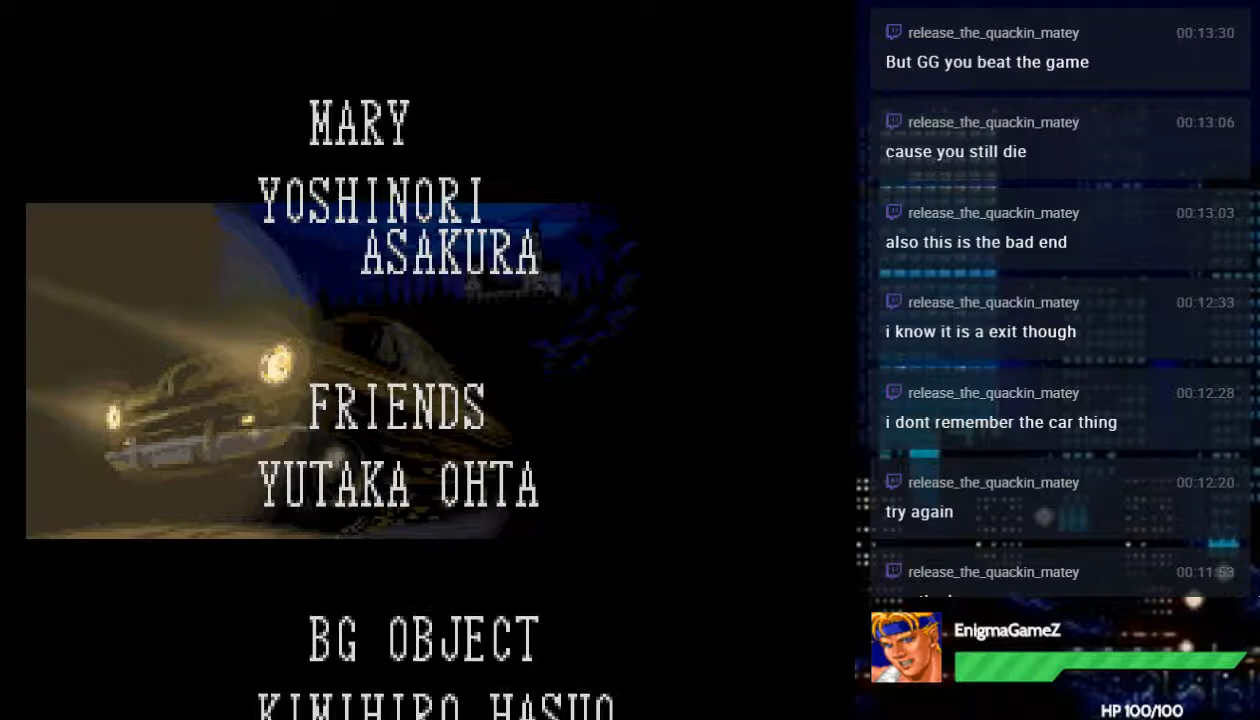 MARY
YOSHINORI
ASAKURA
FRIENDS
YUTAKA OHTA
BG OBJECT
KIMIHIRO HASUO
release_the_quackin_matey 00:13:30
But GG you beat the game
release_the_quackin_matey 00:13:06
cause you still die
release_the_quackin_matey 00:13:03
also this is the bad end
release_the_quackin_matey 00:12:33
i know it is a exit though
release_the_quackin_matey 00:12:28
i dont remember the car thing
release_the_quackin_matey 00:12:20
try again
release_the_quackin_matey 00:11:53
EnigmaGameZ
HP 100/100